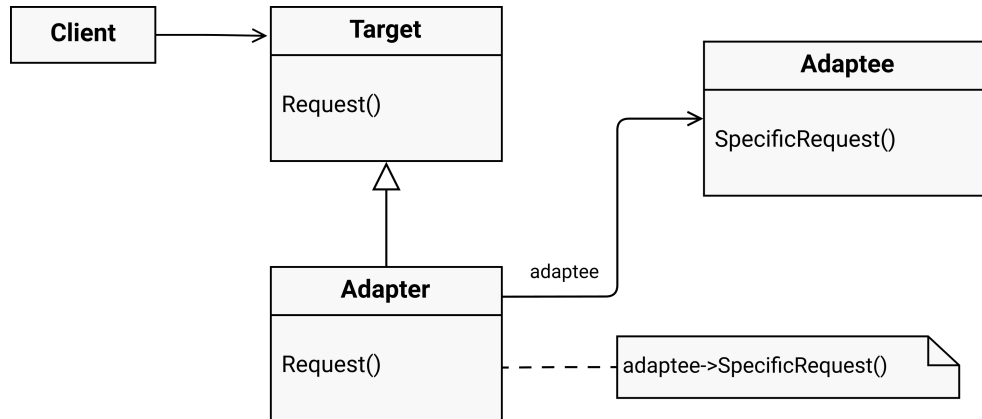 Client
Target
Request()
Adaptee
SpecificRequest()
adaptee
Adapter
Request()
adaptee->SpecificRequest()